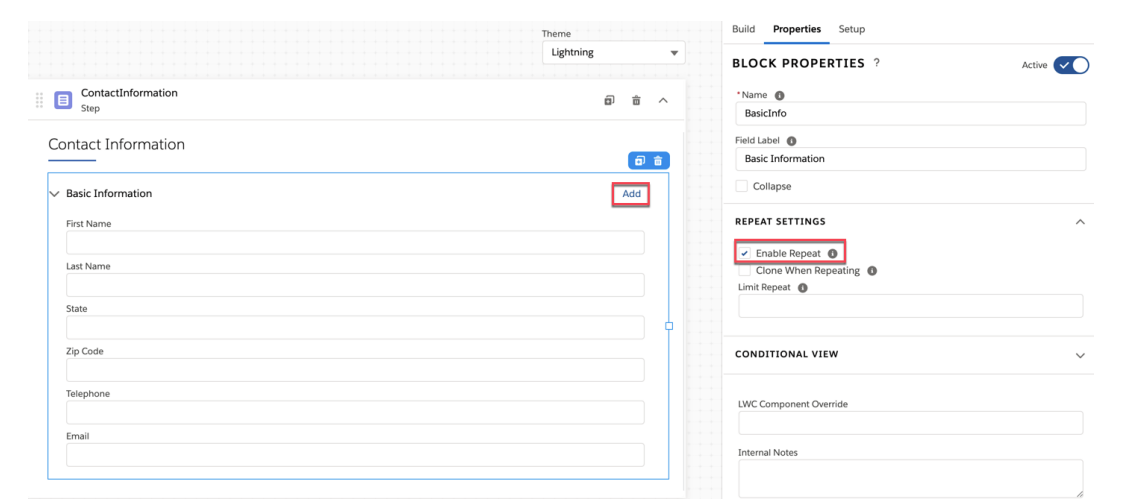 Theme
Lightning
ContactInformation
Step
Contact Information
Basic Information
Add
First Name
Last Name
State
Zip Code
Telephone
Email
Build Properties Setup
BLOCK PROPERTIES ?
Active
*Name
BasicInfo
Field Label
Basic Information
Collapse
REPEAT SETTINGS
Enable Repeat
Clone When Repeating
Limit Repeat
CONDITIONAL VIEW
LWC Component Override
Internal Notes